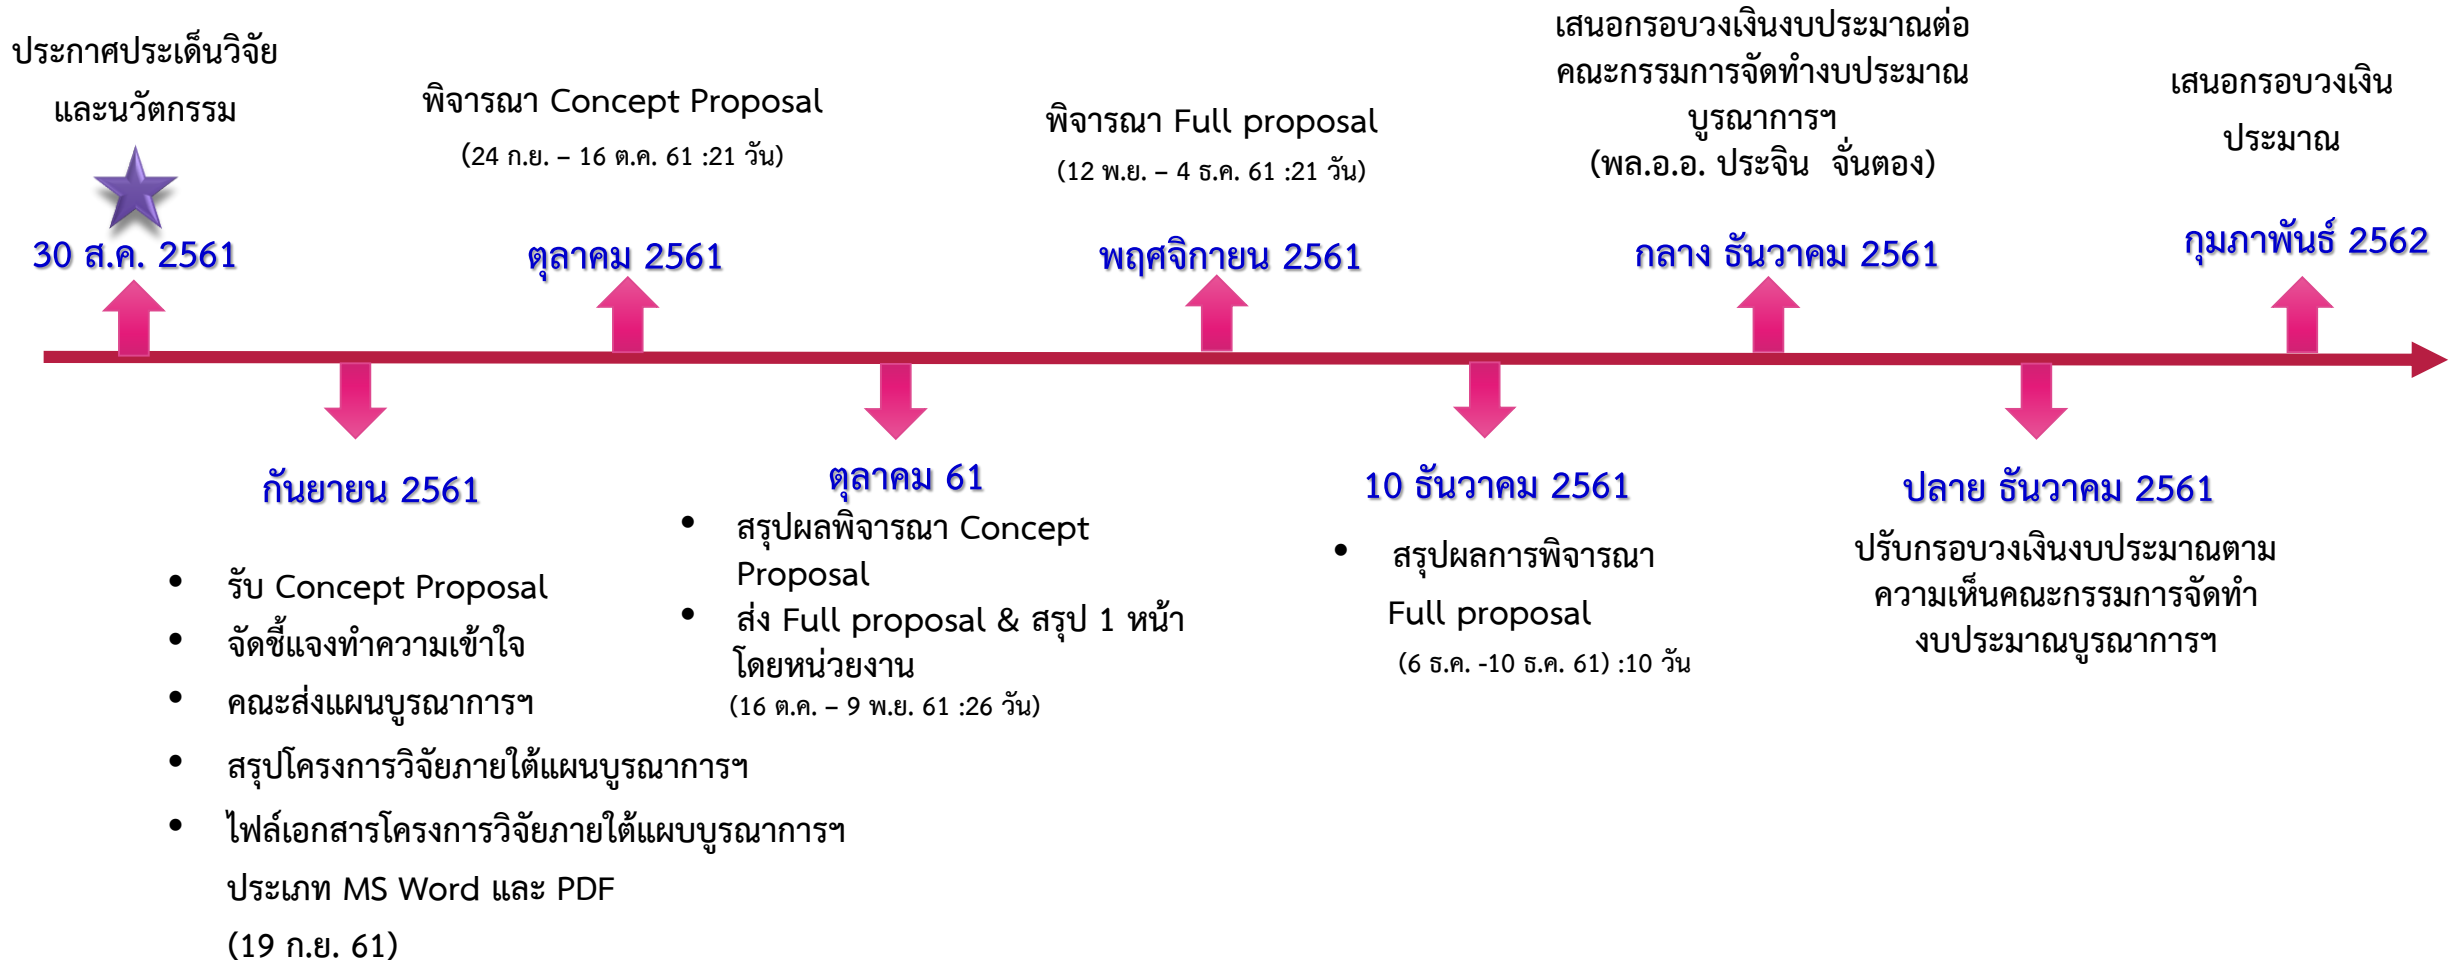 ประกาศประเด็นวิจัย
และนวัตกรรม
30 ส.ค. 2561
พิจารณา Concept Proposal
(24 ก.ย. – 16 ต.ค. 61 :21 วัน)
ตุลาคม 2561
พิจารณา Full proposal
(12 พ.ย. – 4 ธ.ค. 61 :21 วัน)
พฤศจิกายน 2561
เสนอกรอบวงเงินงบประมาณต่อ
คณะกรรมการจัดทำงบประมาณ
บูรณาการฯ
(พล.อ.อ. ประจิน จั่นตอง)
กลาง ธันวาคม 2561
เสนอกรอบวงเงิน
ประมาณ
กุมภาพันธ์ 2562
กันยายน 2561
• รับ Concept Proposal
• จัดชี้แจงทำความเข้าใจ
• คณะส่งแผนบูรณาการฯ
• สรุปโครงการวิจัยภายใต้แผนบูรณาการฯ
• ไฟล์เอกสารโครงการวิจัยภายใต้แผบบูรณาการฯ
ประเภท MS Word และ PDF
(19 ก.ย. 61)
ตุลาคม 61
• สรุปผลพิจารณา Concept
Proposal
• ส่ง Full proposal & สรุป 1 หน้า
โดยหน่วยงาน
(16 ต.ค. – 9 พ.ย. 61 :26 วัน)
10 ธันวาคม 2561
• สรุปผลการพิจารณา
Full proposal
(6 ธ.ค. -10 ธ.ค. 61) :10 วัน
ปลาย ธันวาคม 2561
ปรับกรอบวงเงินงบประมาณตาม
ความเห็นคณะกรรมการจัดทำ
งบประมาณบูรณาการฯ